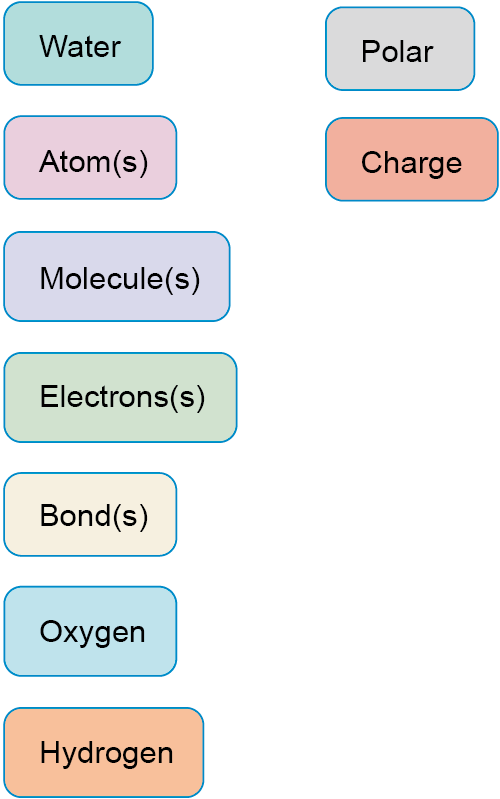 Water
Atom(s)
Molecule(s)
Electrons(s)
Bond(s)
Oxygen
Hydrogen
Polar
Charge